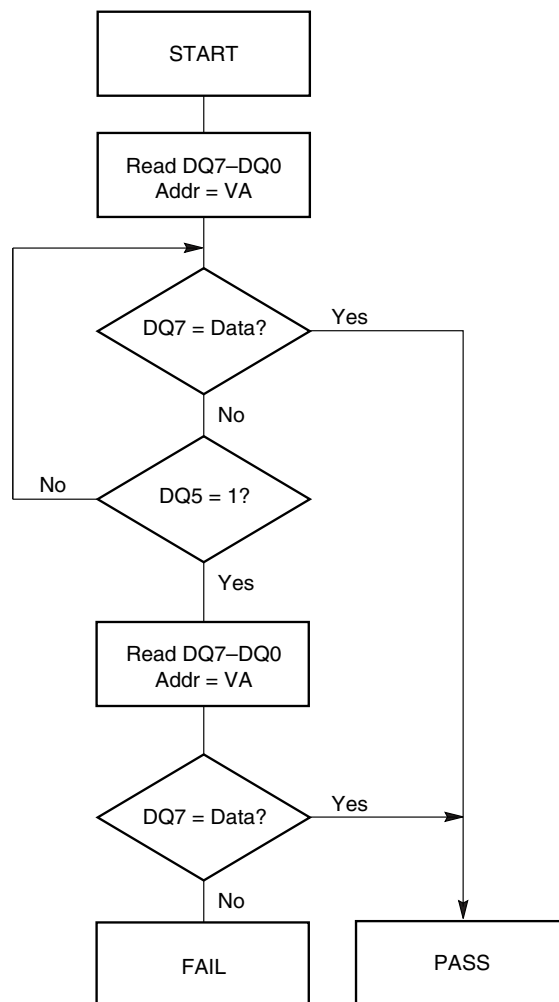 START
Read DQ7–DQ0
Addr = VA
DQ7 = Data?
Yes
No
No
DQ5 = 1?
Yes
Read DQ7–DQ0
Addr = VA
DQ7 = Data?
Yes
No
FAIL
PASS